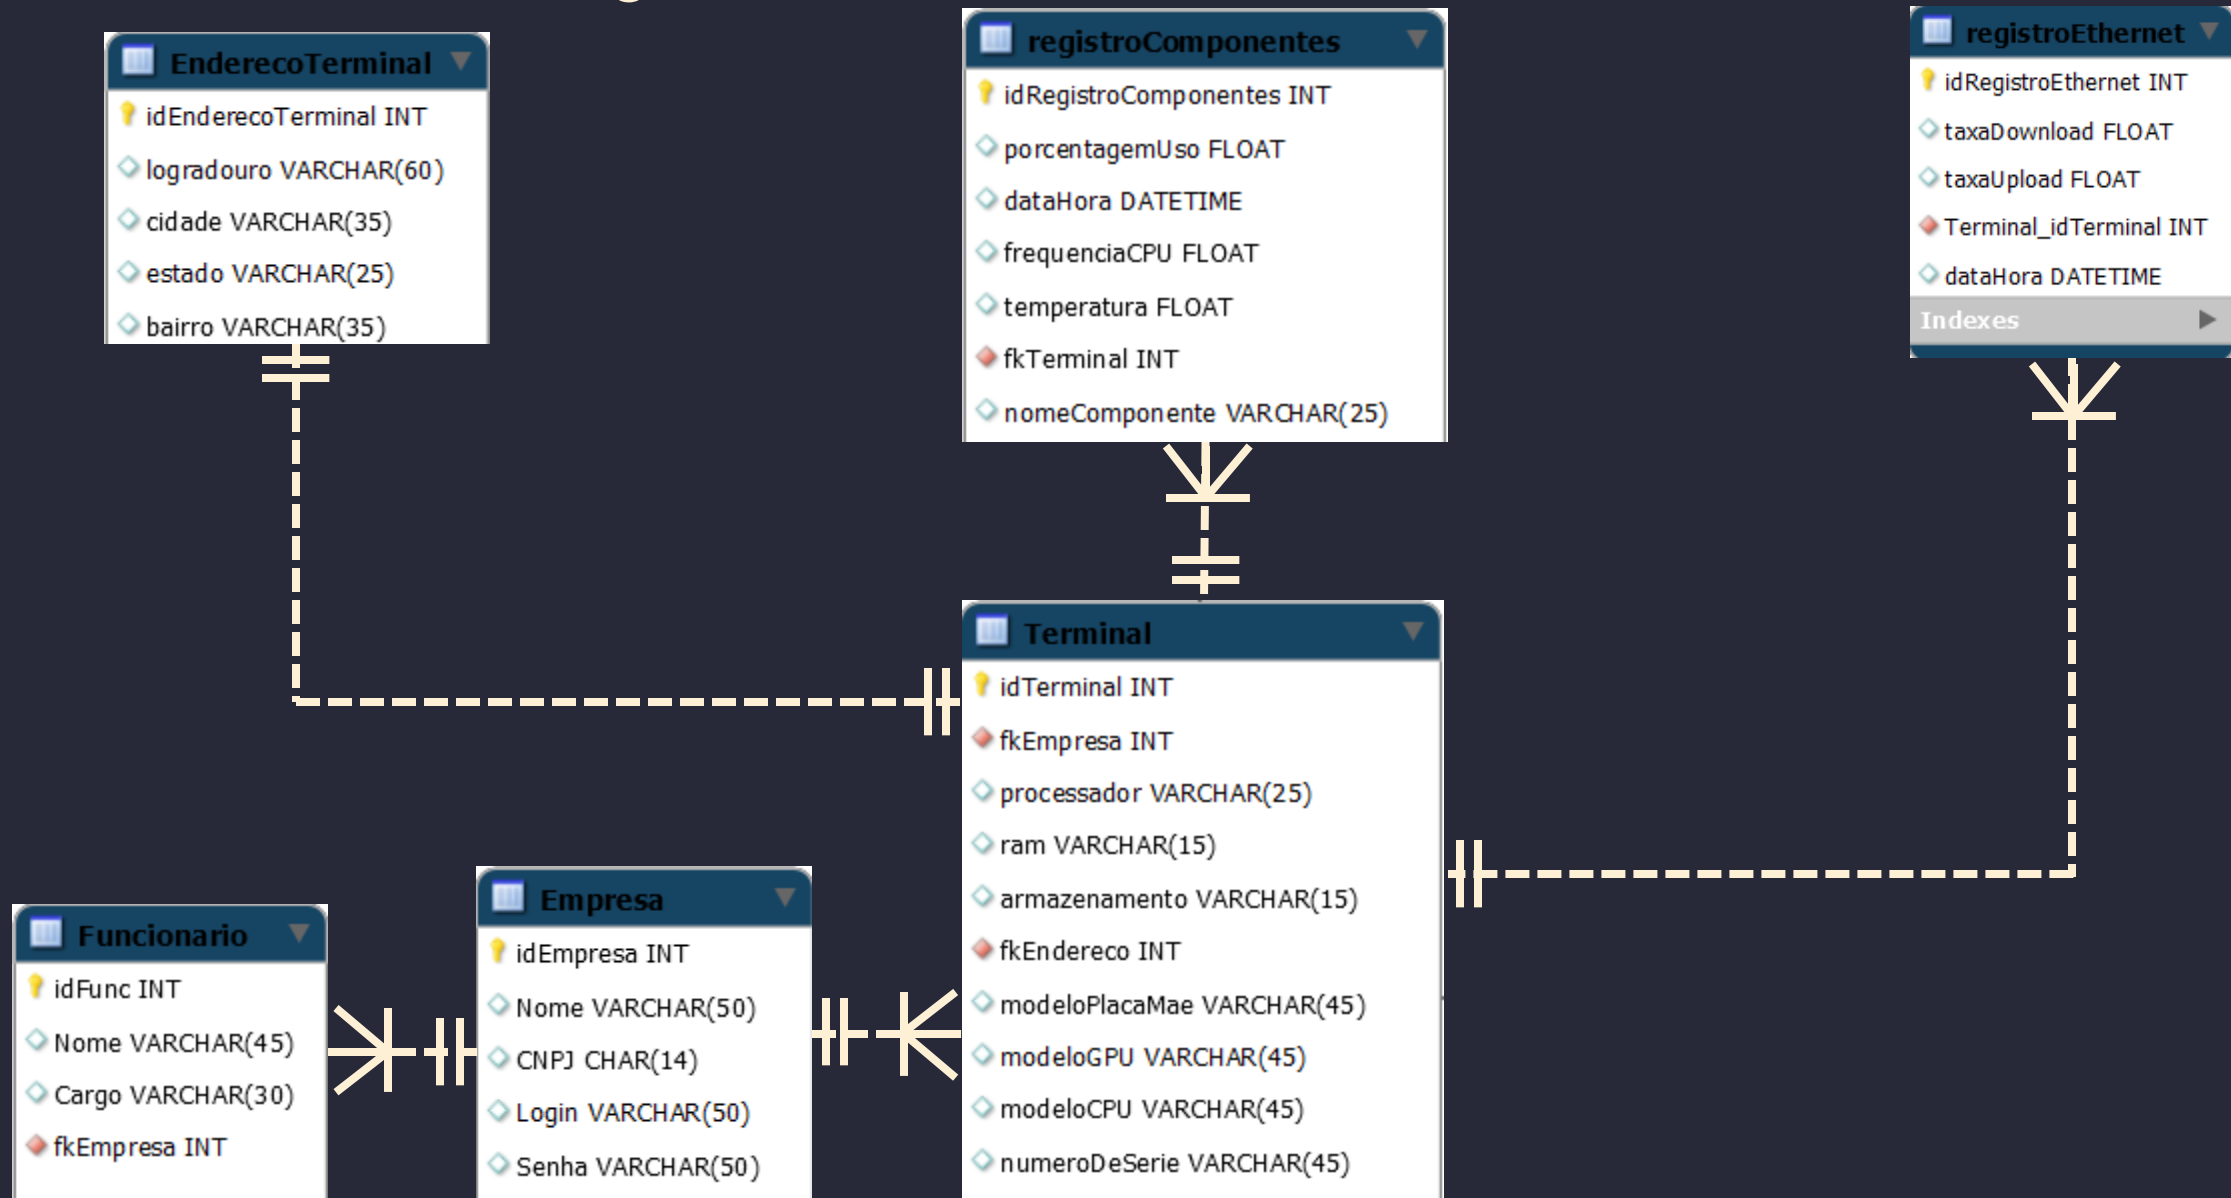 EnderecoTerminal
idEnderecoTerminal INT
logradouro VARCHAR(60)
cidade VARCHAR(35)
estado VARCHAR(25)
bairro VARCHAR(35)
registroComponentes
idRegistroComponentes INT
porcentagemUso FLOAT
dataHora DATETIME
frequenciaCPU FLOAT
temperatura FLOAT
fkTerminal INT
nomeComponente VARCHAR(25)
registroEthernet
idRegistroEthernet INT
taxaDownload FLOAT
taxaUpload FLOAT
Terminal_idTerminal INT
dataHora DATETIME
Indexes
Funcionario
idFunc INT
Nome VARCHAR(45)
Cargo VARCHAR(30)
fkEmpresa INT
Empresa
idEmpresa INT
Nome VARCHAR(50)
CNPJ CHAR(14)
Login VARCHAR(50)
Senha VARCHAR(50)
Terminal
idTerminal INT
fkEmpresa INT
processador VARCHAR(25)
ram VARCHAR(15)
armazenamento VARCHAR(15)
fkEndereco INT
modeloPlacaMae VARCHAR(45)
modeloGPU VARCHAR(45)
modeloCPU VARCHAR(45)
numeroDeSerie VARCHAR(45)